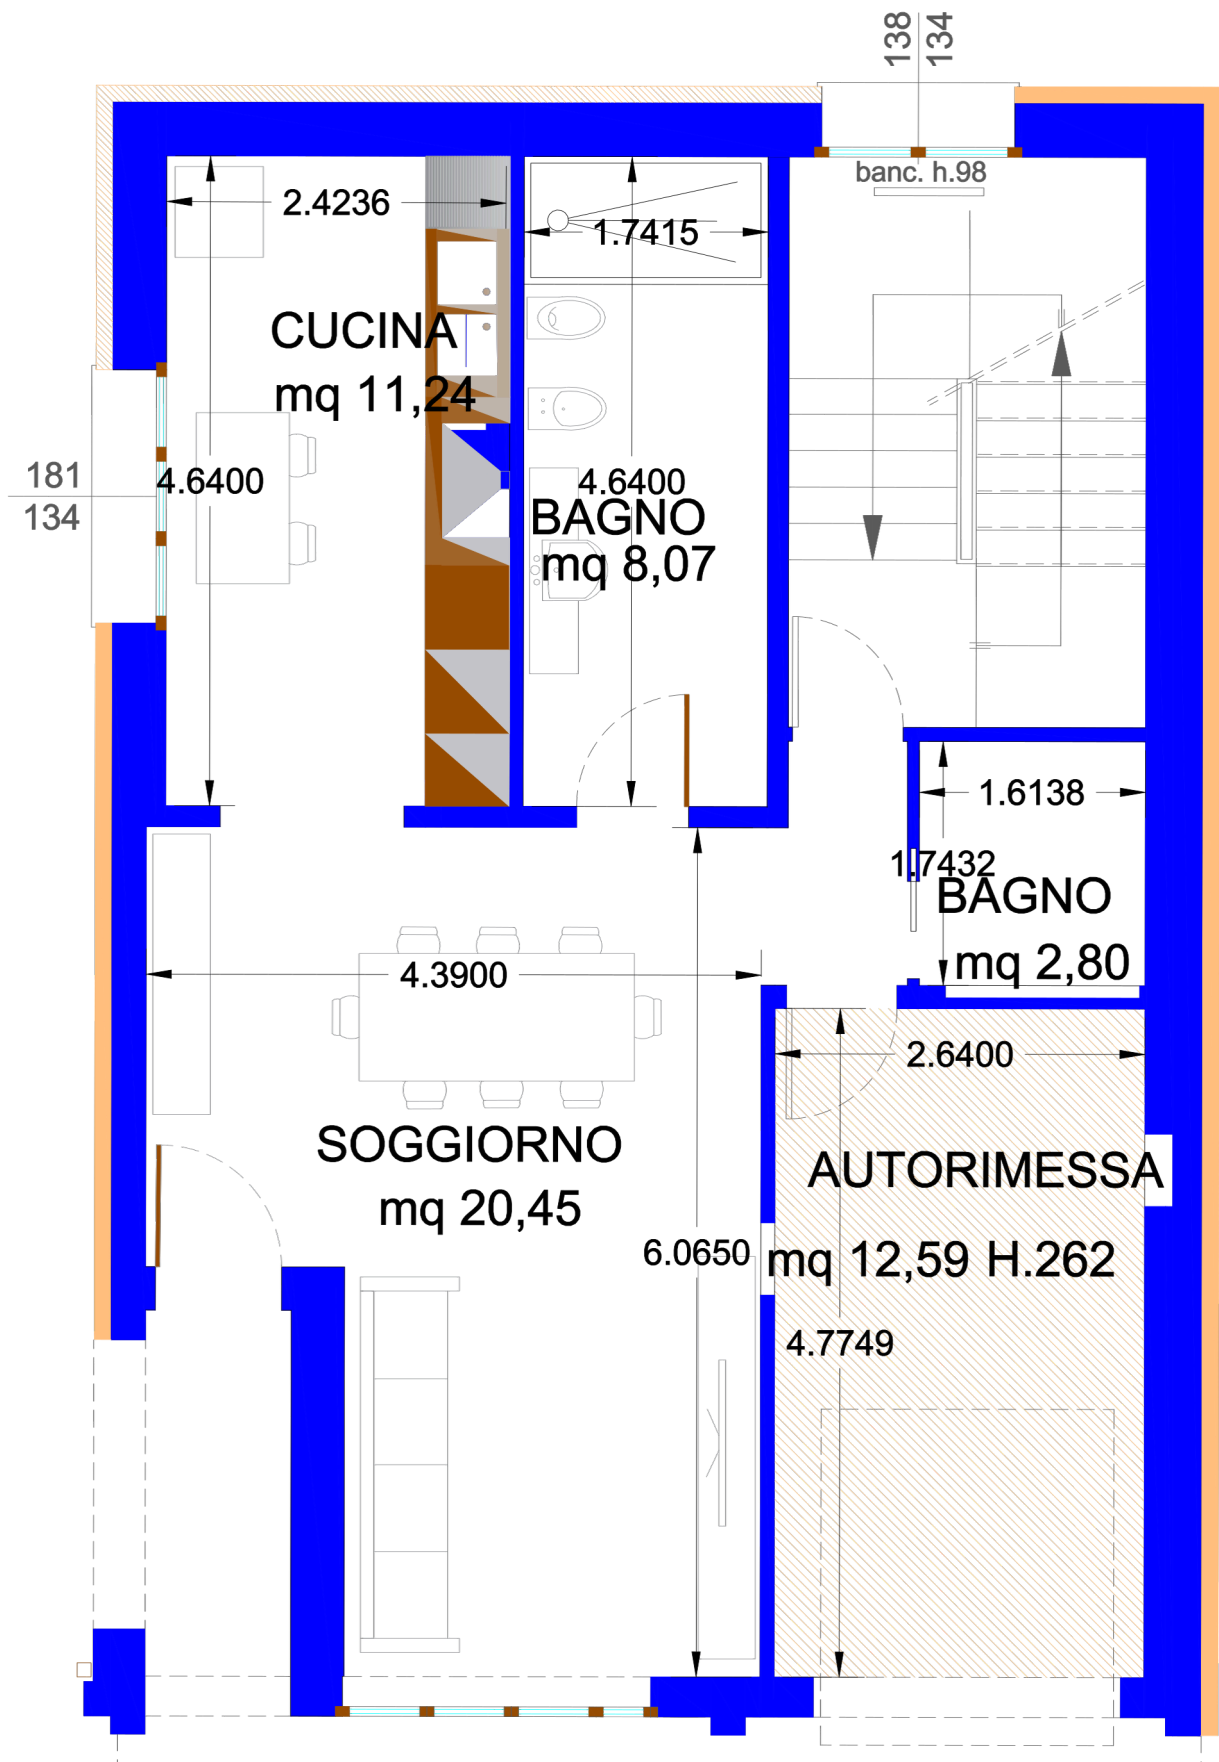 138
134
banc. h.98
2.4236
1.7415
CUCINA
mq 11,24
181
134
4.6400
4.6400
BAGNO
mq 8,07
1.6138
1.7432
BAGNO
mq 2,80
4.3900
2.6400
SOGGIORNO
mq 20,45
AUTORIMESSA
mq 12,59 H.262
6.0650
4.7749